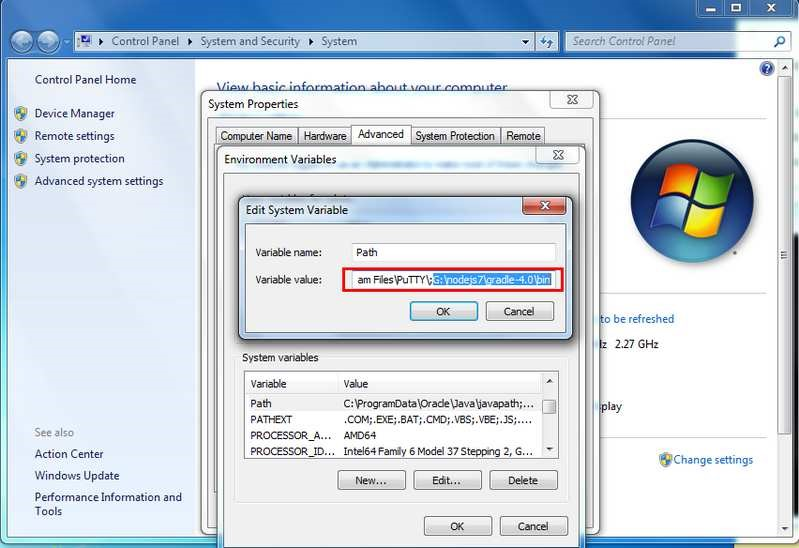 Control Panel
System and Security
System
Search Control Panel
Control Panel Home
Device Manager
Remote settings
System protection
Advanced system settings
See also
Action Center
Windows Update
Performance Information and
Tools
View basic information about your computer
System Properties
Computer Name
Hardware
Advanced
System Protection
Remote
Environment Variables
Edit System Variable
Variable name:
Path
Variable value:
am Files\PuTTY\;G:\nodejs7\gradle-4.0\bin
OK
Cancel
System variables
Variable
Value
Path
C:\ProgramData\Oracle\Java\javapath;...
PATHEXT
.COM;.EXE;.BAT;.CMD;.VBS;.VBE;.JS;....
PROCESSOR_A...
AMD64
PROCESSOR_ID...
Intel64 Family 6 Model 37 Stepping 2, G...
New...
Edit...
Delete
OK
Cancel
to be refreshed
2.27 GHz
play
Change settings